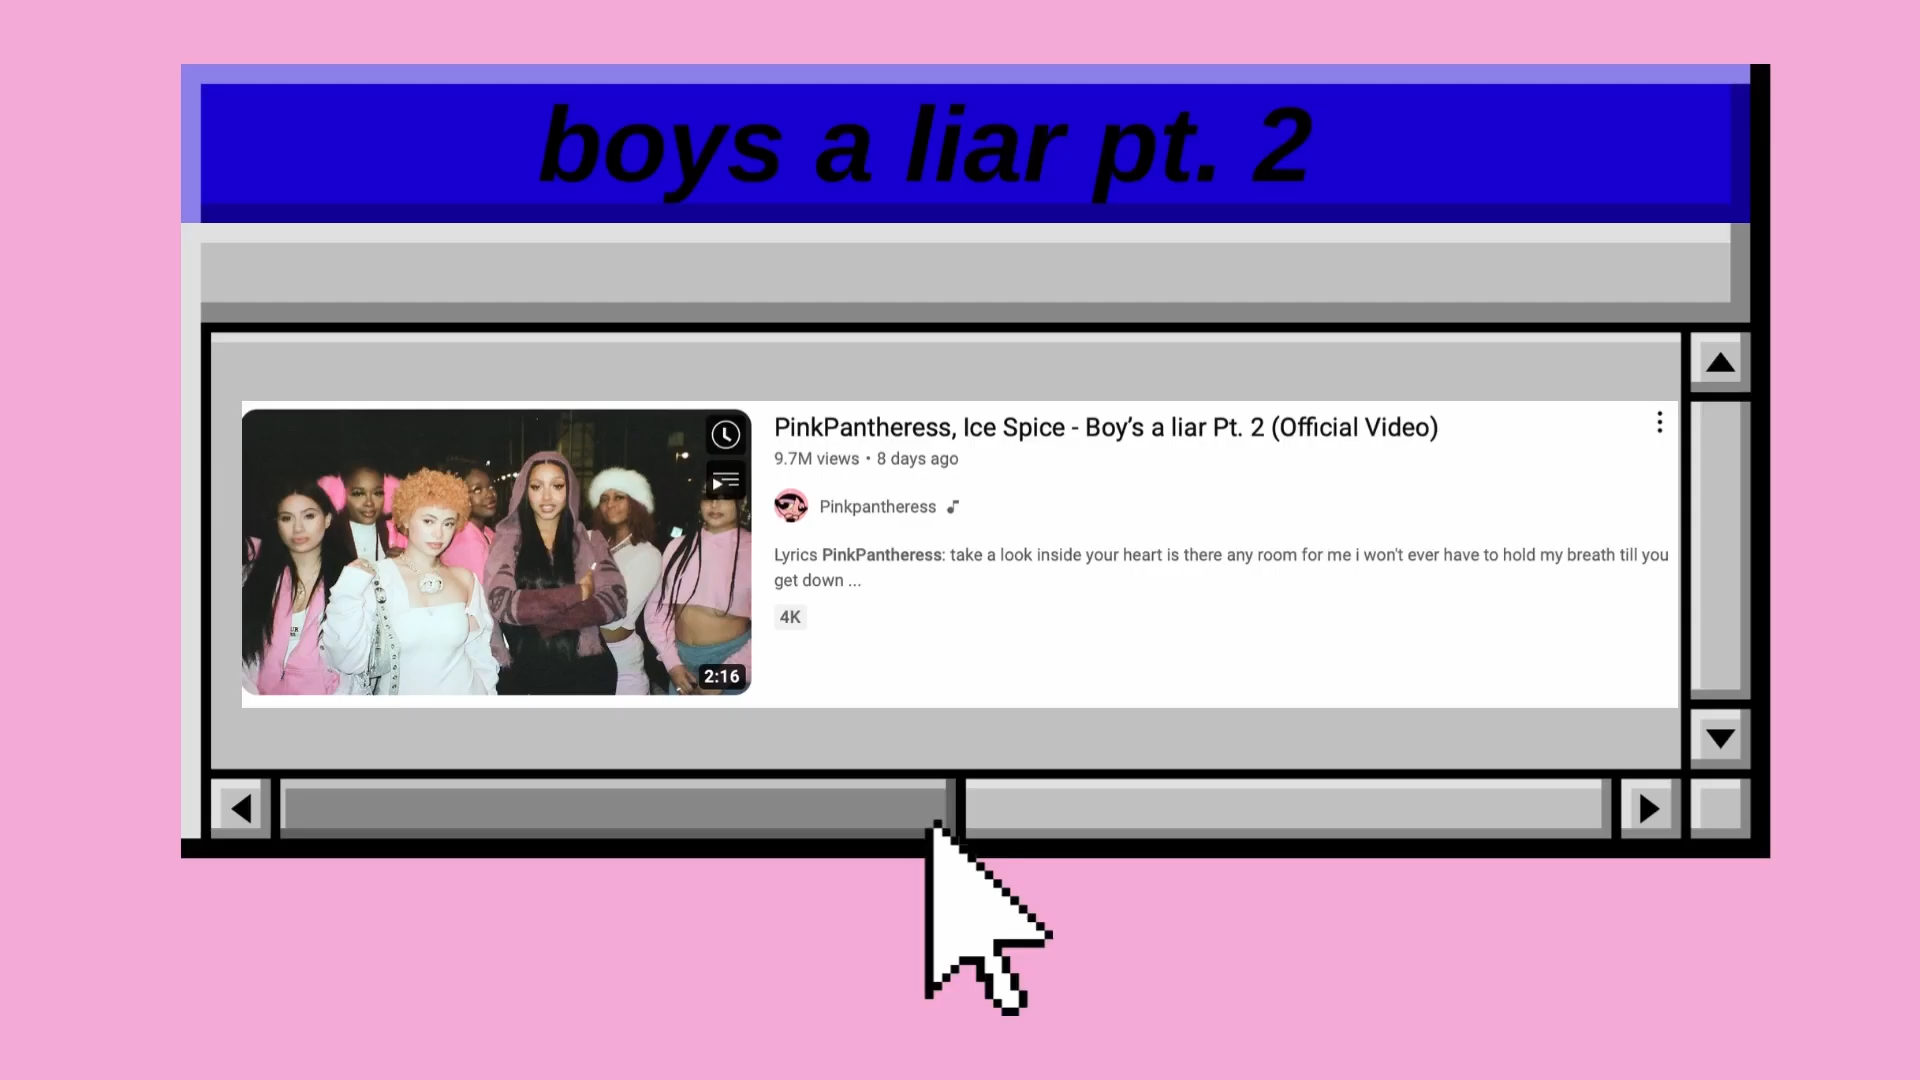 boys a liar pt. 2
PinkPantheress, Ice Spice - Boy’s a liar Pt. 2 (Official Video)
9.7M views • 8 days ago
Pinkpantheress
Lyrics PinkPantheress: take a look inside your heart is there any room for me i won't ever have to hold my breath till you
get down ...
4K
2:16